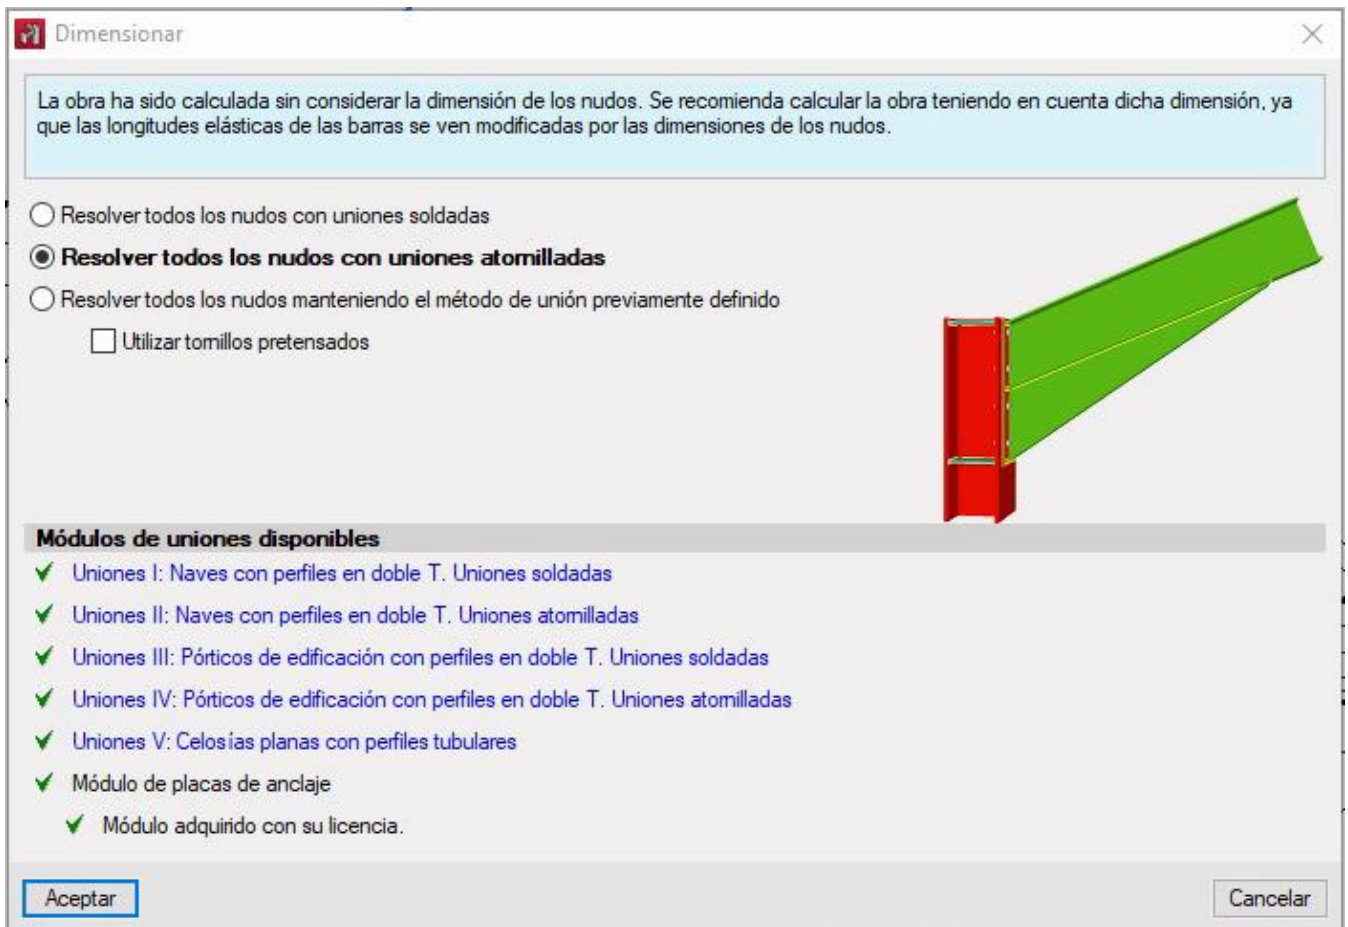 Dimensionar
La obra ha sido calculada sin considerar la dimensión de los nudos. Se recomienda calcular la obra teniendo en cuenta dicha dimensión, ya
que las longitudes elásticas de las barras se ven modificadas por las dimensiones de los nudos.
Resolver todos los nudos con uniones soldadas
Resolver todos los nudos con uniones atornilladas
Resolver todos los nudos manteniendo el método de unión previamente definido
Utilizar tornillos pretensados
Módulos de uniones disponibles
Uniones I: Naves con perfiles en doble T. Uniones soldadas
Uniones II: Naves con perfiles en doble T. Uniones atornilladas
Uniones III: Pórticos de edificación con perfiles en doble T. Uniones soldadas
Uniones IV: Pórticos de edificación con perfiles en doble T. Uniones atornilladas
Uniones V: Celosías planas con perfiles tubulares
Módulo de placas de anclaje
Módulo adquirido con su licencia.
Aceptar
Cancelar